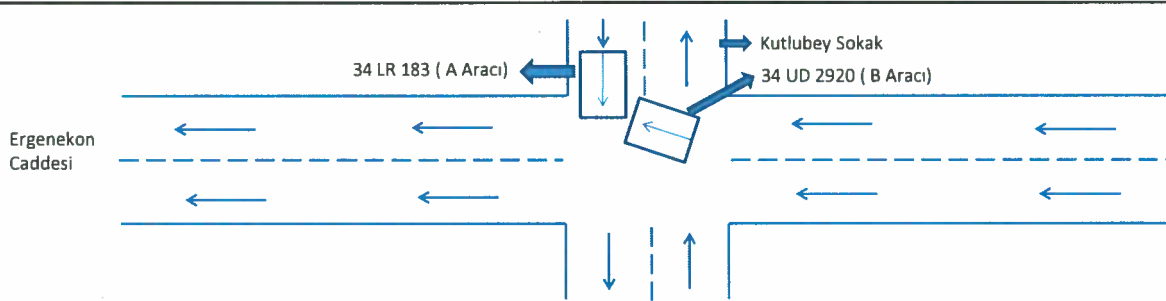 Kutlubey Sokak
34 LR 183 ( A Aracı)
34 UD 2920 ( B Aracı)
Ergenekon
Caddesi